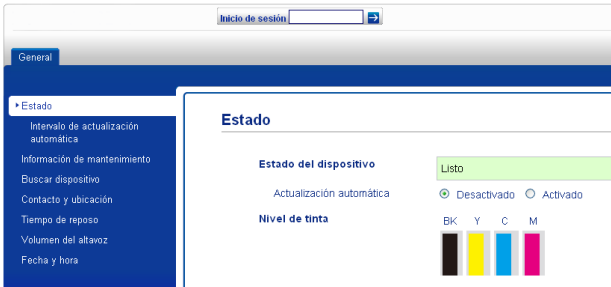 Inicio de sesión
General
Estado
Intervalo de actualización
automática
Información de mantenimiento
Buscar dispositivo
Contacto y ubicación
Tiempo de reposo
Volumen del altavoz
Fecha y hora
Estado
Estado del dispositivo
Listo
Actualización automática
Desactivado Activado
Nivel de tinta
BK Y C M